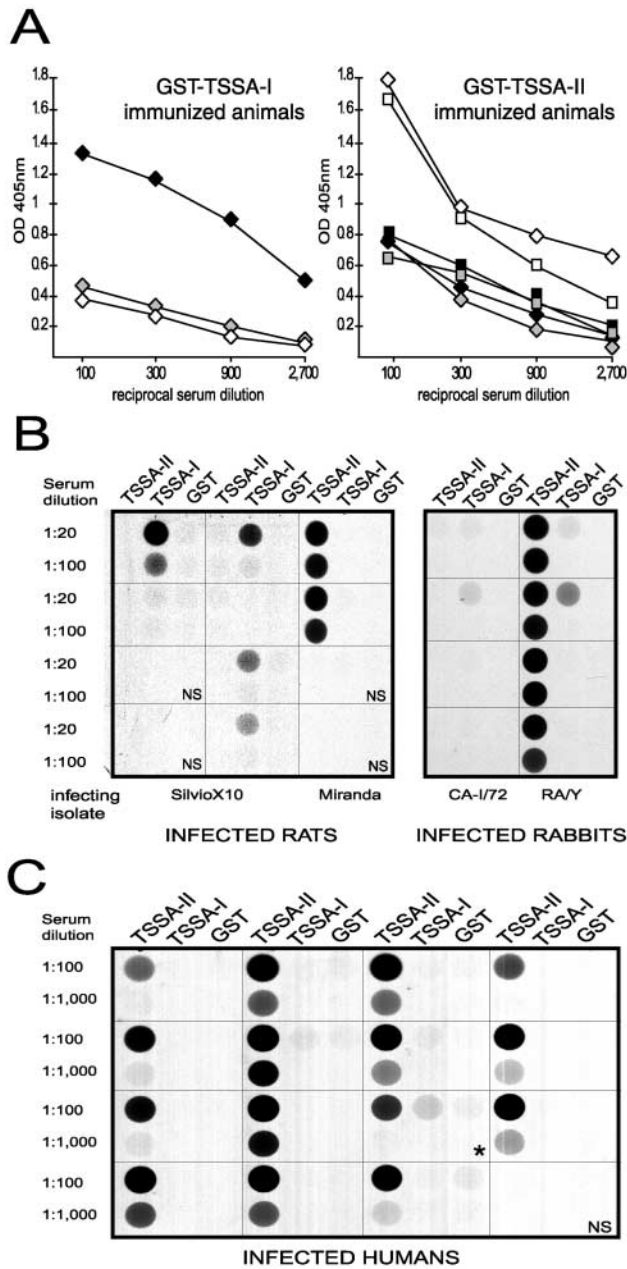 A
GST-TSSA-I
immunized animals
OD 405nm
1.8
1.6
1.4
1.2
1
0.8
0.6
0.4
0.2
100
300
900
2,700
reciprocal serum dilution
GST-TSSA-II
immunized animals
OD 405nm
1.8
1.6
1.4
1.2
1
0.8
0.6
0.4
0.2
100
300
900
2,700
reciprocal serum dilution
B
Serum
dilution
TSSA-II
TSSA-I
GST
TSSA-II
TSSA-I
GST
TSSA-II
TSSA-I
GST
TSSA-II
TSSA-I
GST
TSSA-II
TSSA-I
GST
1:20
1:100
1:20
1:100
1:20
1:100
NS
NS
1:20
1:100
NS
NS
infecting
isolate
SilvioX10
Miranda
CA-I/72
RA/Y
INFECTED RATS
INFECTED RABBITS
C
Serum
dilution
TSSA-II
TSSA-I
GST
TSSA-II
TSSA-I
GST
TSSA-II
TSSA-I
GST
TSSA-II
TSSA-I
GST
1:100
1:1,000
1:100
1:1,000
1:100
1:1,000
*
1:100
1:1,000
NS
INFECTED HUMANS